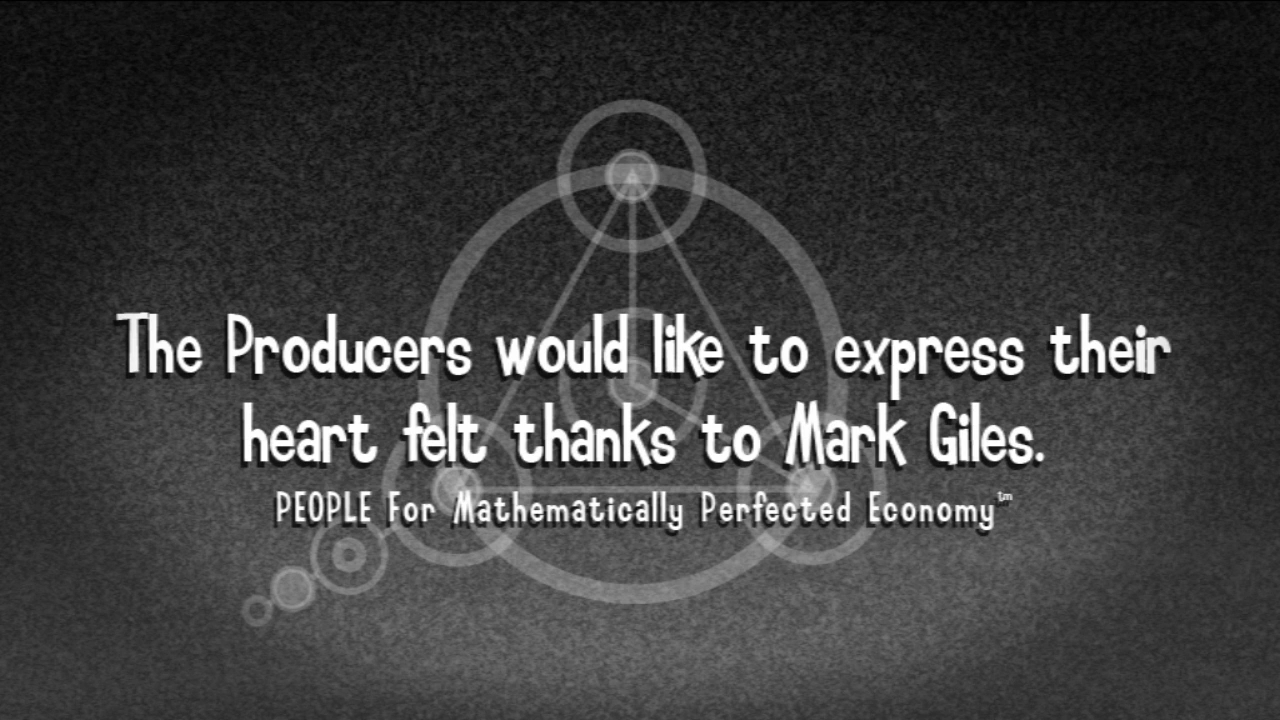 The Producers would like to express their
heart felt thanks to Mark Giles.
PEOPLE For Mathematically Perfected Economy™